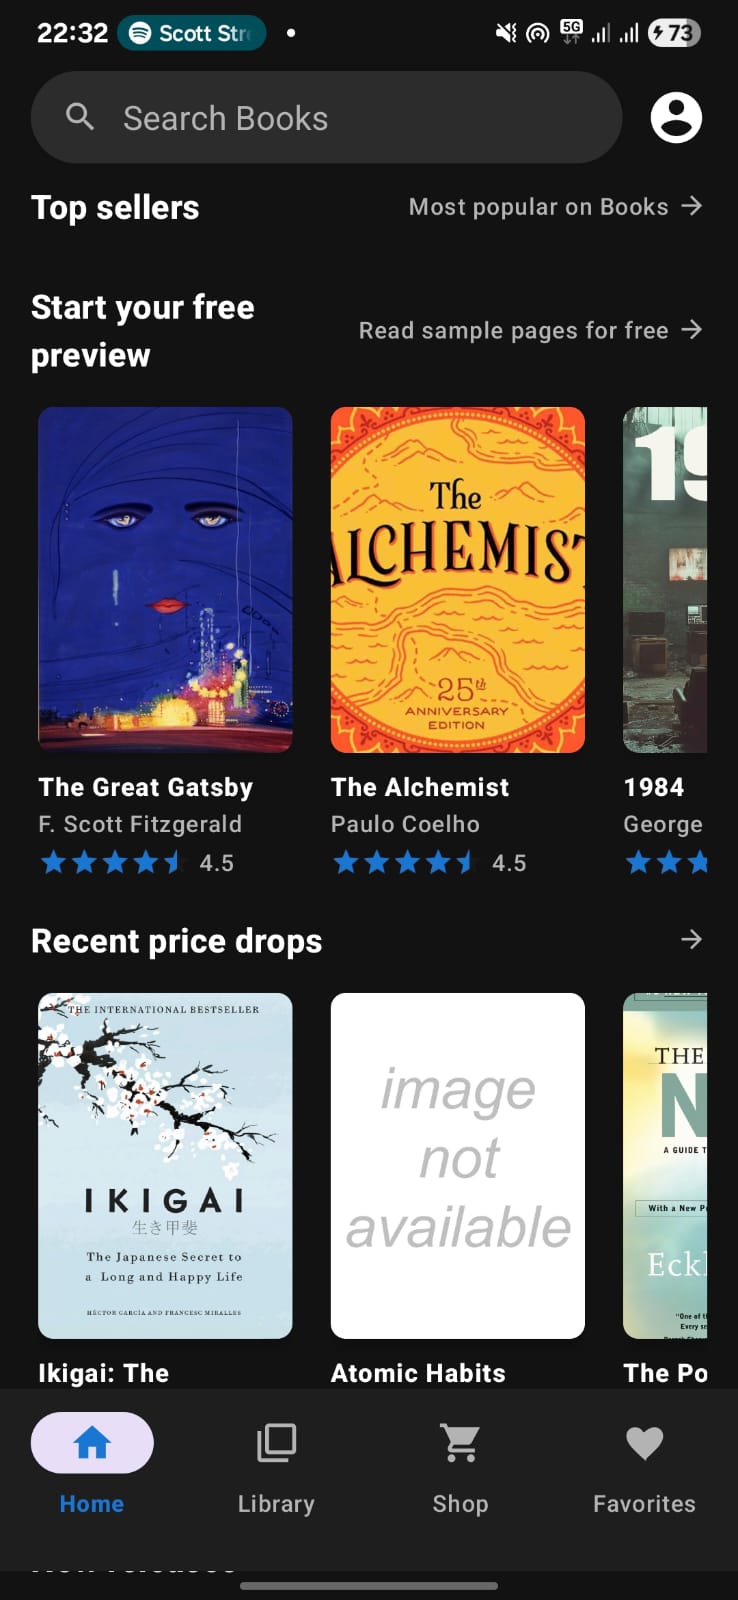 22:32 Scott Str 5G 73
Search Books
Top sellers
Most popular on Books →
Start your free
preview
Read sample pages for free →
The
ALCHEMIST
25th
ANNIVERSARY
EDITION
19
The Great Gatsby
F. Scott Fitzgerald
4.5
The Alchemist
Paulo Coelho
4.5
1984
George
Recent price drops →
THE INTERNATIONAL BESTSELLER
IKIGAI
生き甲斐
The Japanese Secret to
a Long and Happy Life
HÉCTOR GARCÍA AND FRANCESC MIRALLES
image
not
available
THE
N
A GUIDE T
With a New P
Eckh
"One of t
Every se
Ikigai: The
Atomic Habits
The Po
Home
Library
Shop
Favorites